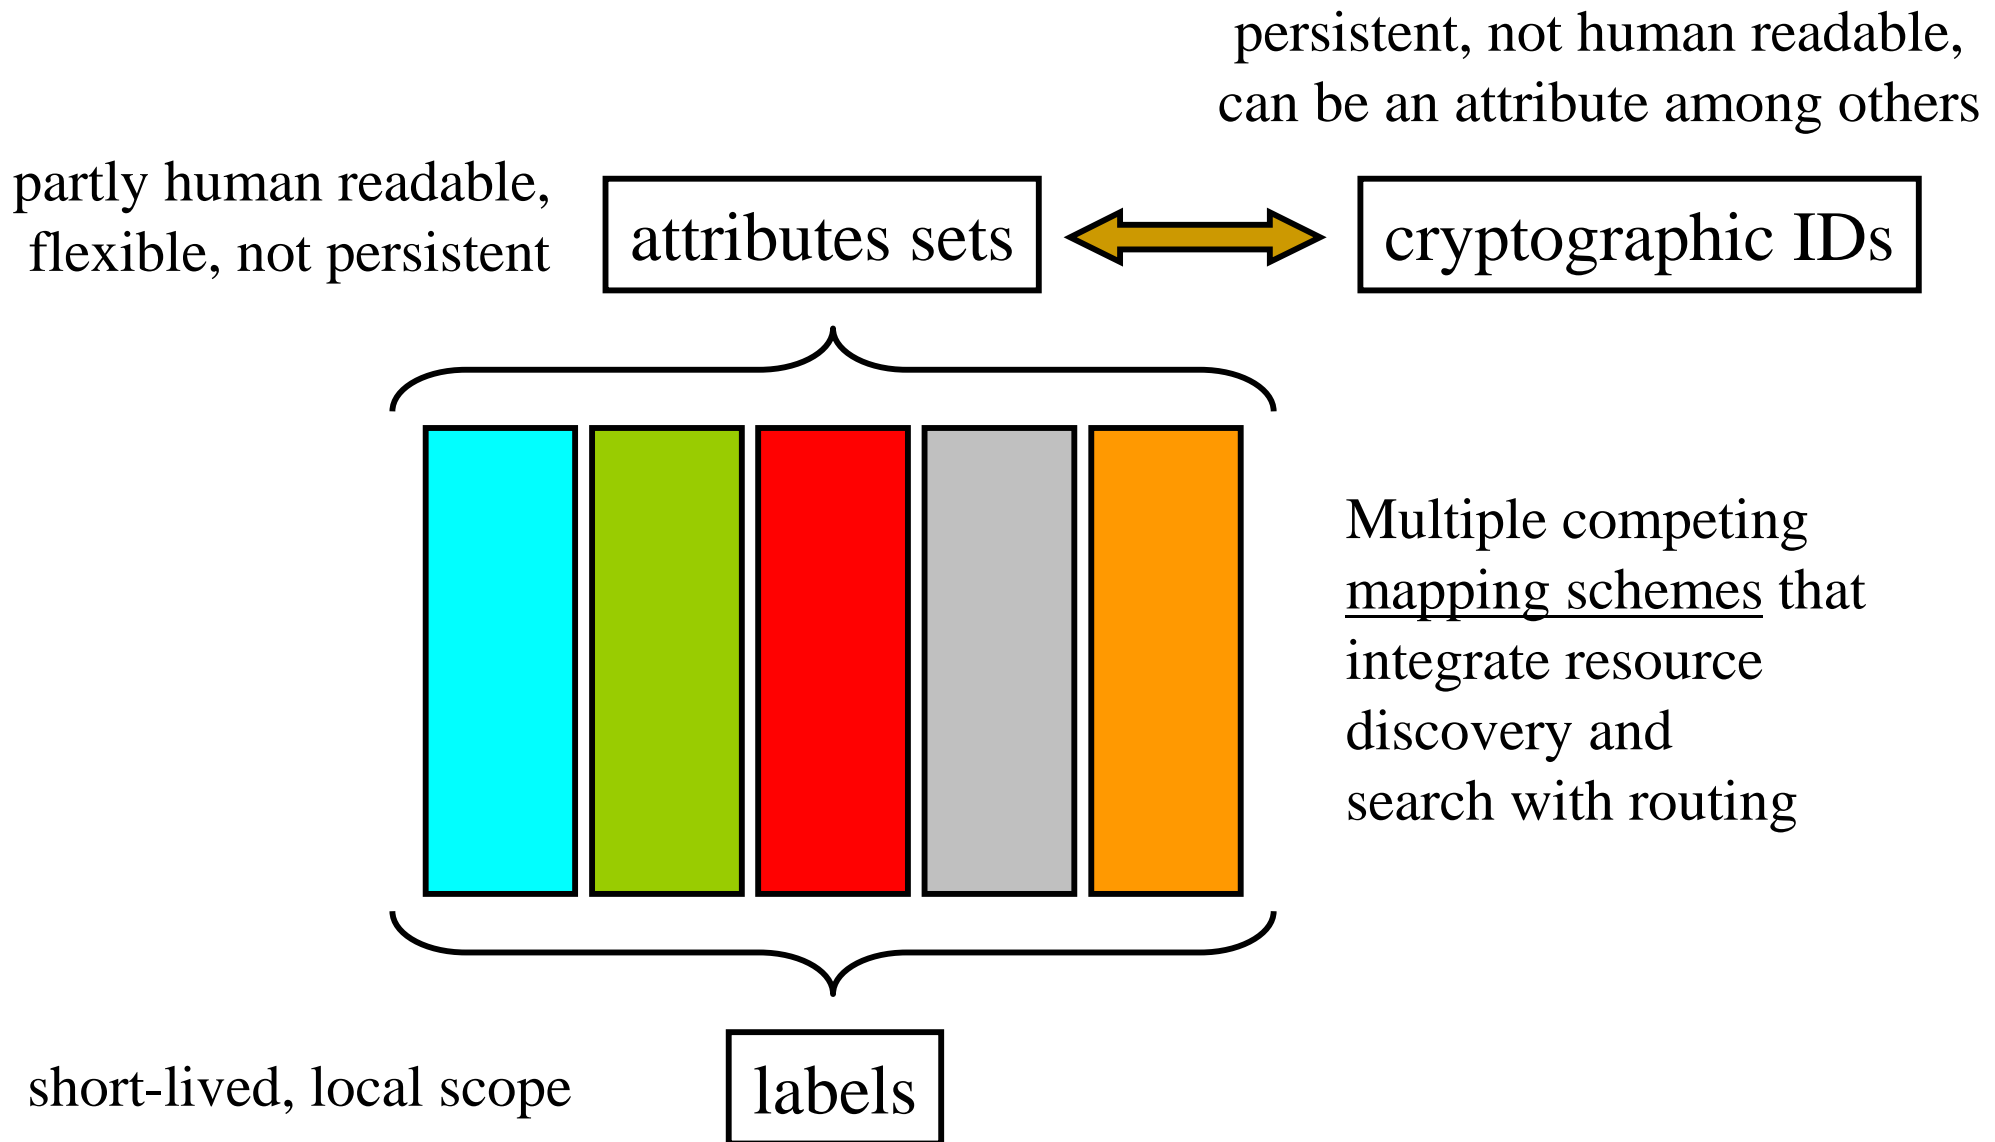 persistent, not human readable,
can be an attribute among others
partly human readable,
flexible, not persistent
attributes sets
cryptographic IDs
Multiple competing
mapping schemes that
integrate resource
discovery and
search with routing
short-lived, local scope
labels